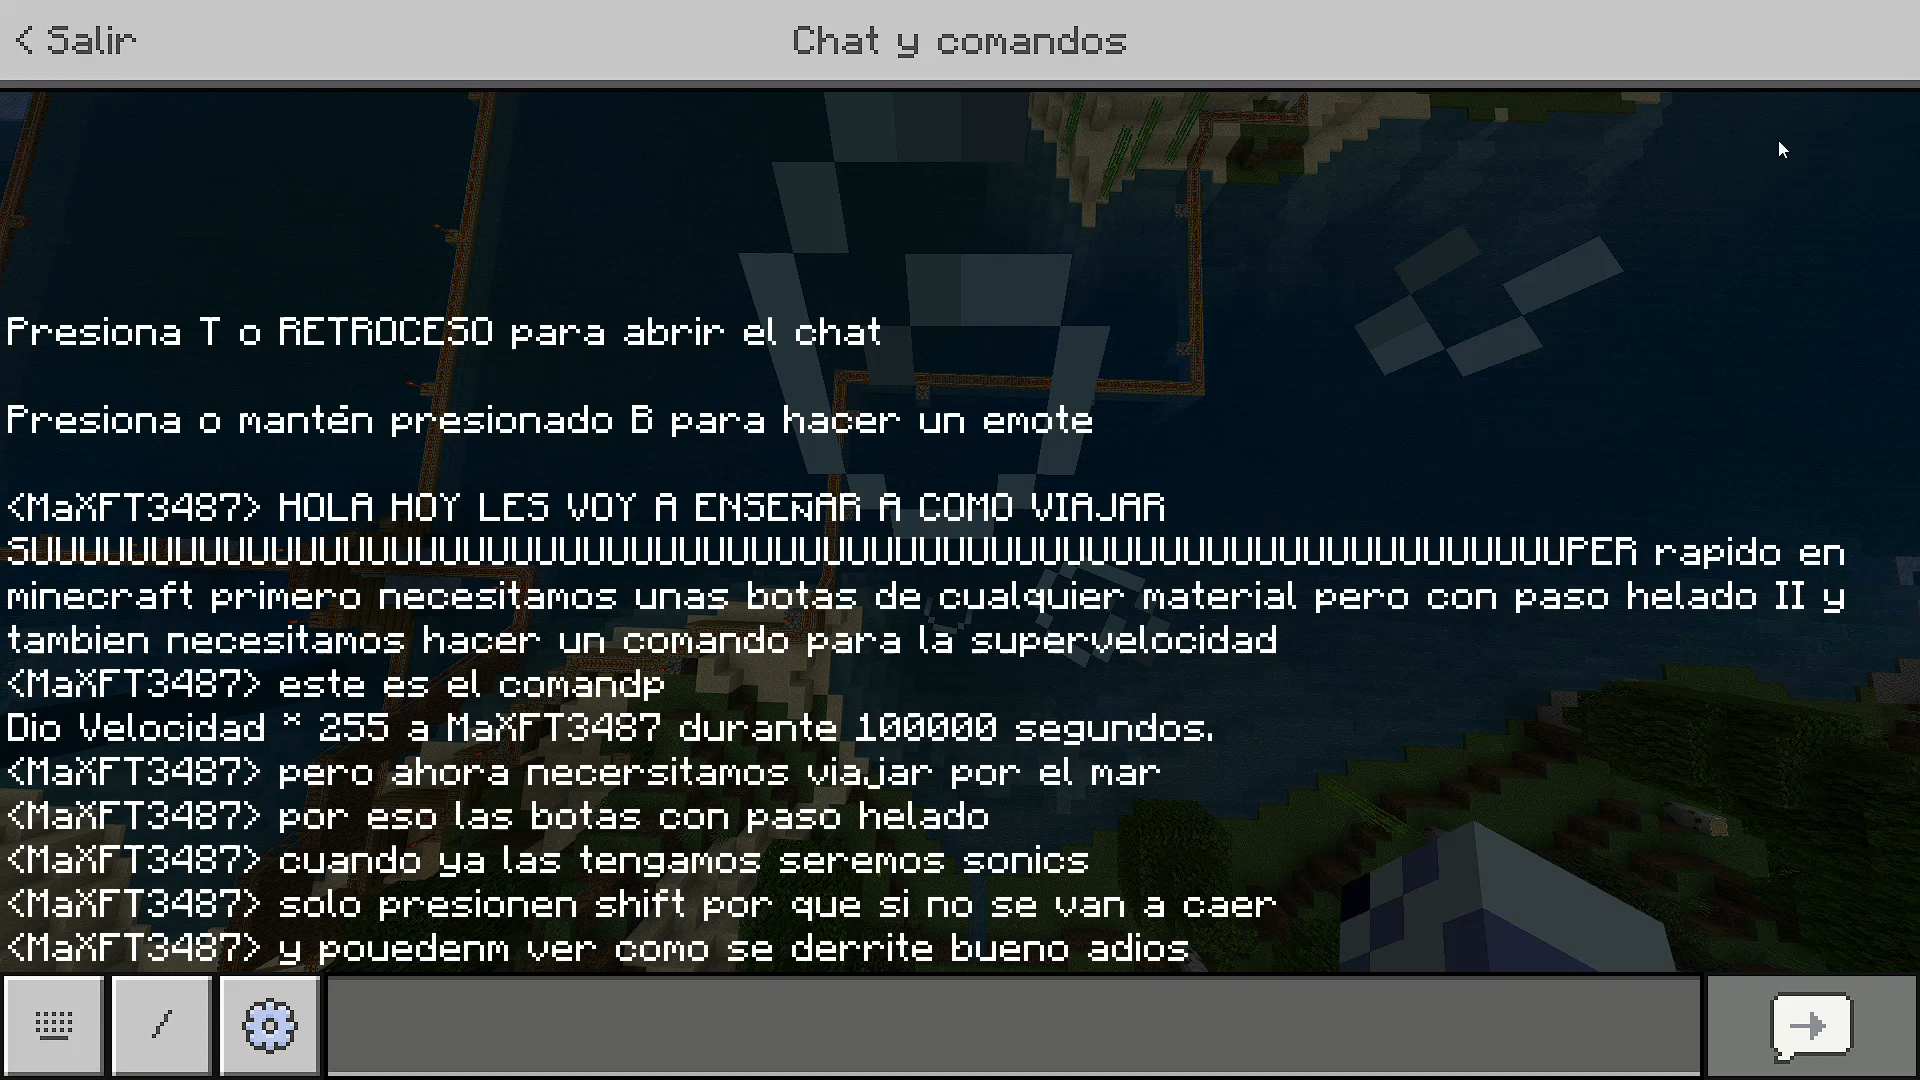 < Salir
Chat y comandos
Presiona T o RETROCESO para abrir el chat
Presiona o mantén presionado B para hacer un emote
<MaXFT3487> HOLA HOY LES VOY A ENSEÑAR A COMO VIAJAR
SUUUUUUUUUUUUUUUUUUUUUUUUUUUUUUUUUUUUUUUUUUUUUUUUUUUUUUUUUUUUUUUUUUUUUUUUUUUUUUUUUUUUUUPER rapido en
minecraft primero necesitamos unas botas de cualquier material pero con paso helado II y
tambien necesitamos hacer un comando para la supervelocidad
<MaXFT3487> este es el comandp
Dio Velocidad * 255 a MaXFT3487 durante 100000 segundos.
<MaXFT3487> pero ahora necersitamos viajar por el mar
<MaXFT3487> por eso las botas con paso helado
<MaXFT3487> cuando ya las tengamos seremos sonics
<MaXFT3487> solo presionen shift por que si no se van a caer
<MaXFT3487> y pouedenm ver como se derrite bueno adios
/